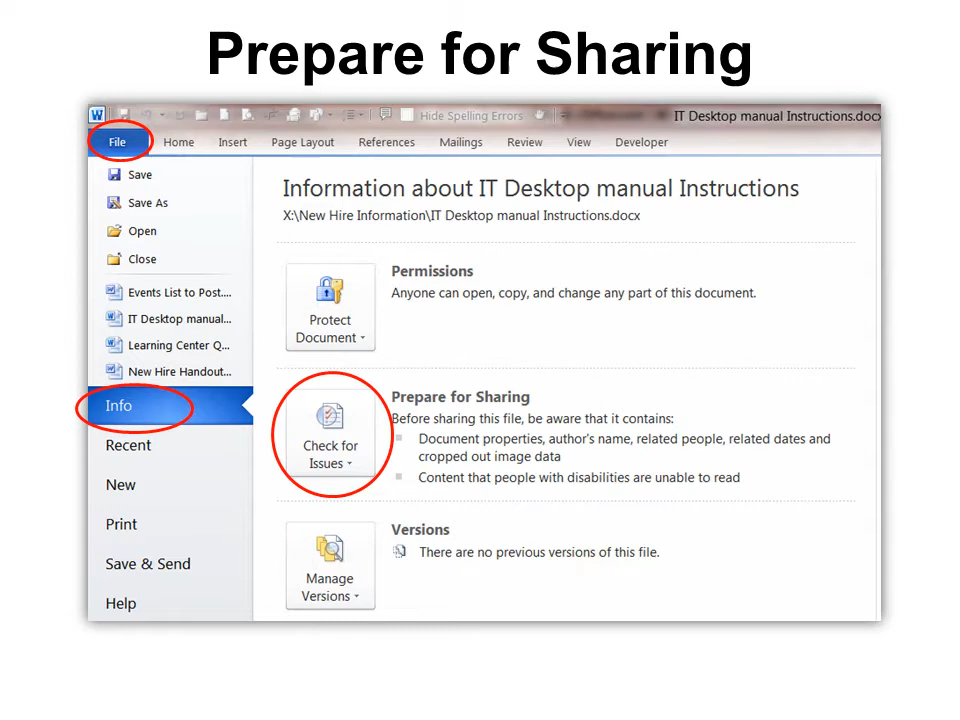 Prepare for Sharing
W Hide Spelling Errors IT Desktop manual Instructions.docx
File Home Insert Page Layout References Mailings Review View Developer
Save
Save As
Open
Close
Events List to Post....
IT Desktop manual...
Learning Center Q...
New Hire Handout...
Info
Recent
New
Print
Save & Send
Help
Information about IT Desktop manual Instructions
X:\New Hire Information\IT Desktop manual Instructions.docx
Protect
Document
Permissions
Anyone can open, copy, and change any part of this document.
Check for
Issues
Prepare for Sharing
Before sharing this file, be aware that it contains:
Document properties, author's name, related people, related dates and
cropped out image data
Content that people with disabilities are unable to read
Manage
Versions
Versions
There are no previous versions of this file.